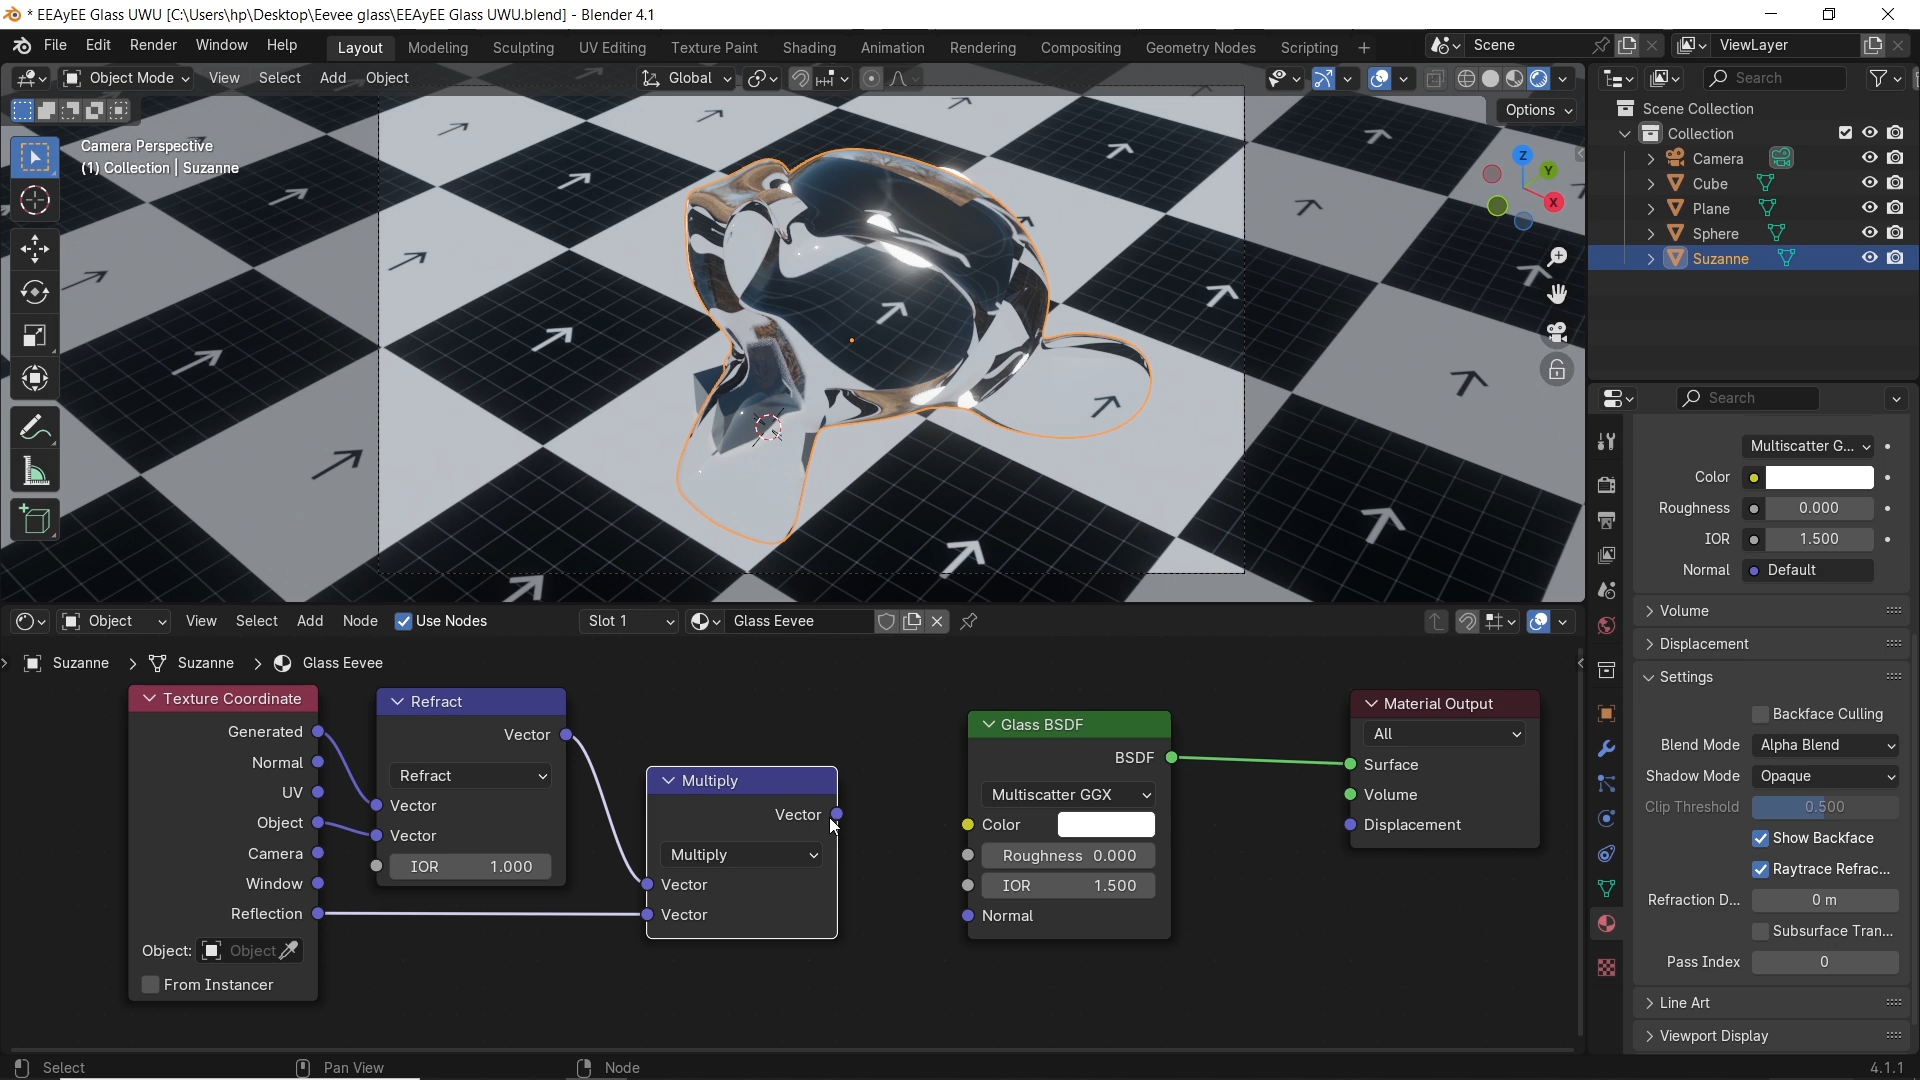 * EEAyEE Glass UWU [C:\Users\hp\Desktop\Eevee glass\EEAyEE Glass UWU.blend] - Blender 4.1
File Edit Render Window Help Layout Modeling Sculpting UV Editing Texture Paint Shading Animation Rendering Compositing Geometry Nodes Scripting + Scene ViewLayer
Object Mode View Select Add Object Global Search
Options
Camera Perspective
(1) Collection | Suzanne
Z
Y
X
Scene Collection
Collection
Camera
Cube
Plane
Sphere
Suzanne
Search
Multiscatter G...
Color
Roughness 0.000
IOR 1.500
Normal Default
Volume
Displacement
Settings
Backface Culling
Blend Mode Alpha Blend
Shadow Mode Opaque
Clip Threshold 0.500
Show Backface
Raytrace Refrac...
Refraction D... 0 m
Subsurface Tran...
Pass Index 0
Line Art
Viewport Display
Object View Select Add Node Use Nodes Slot 1 Glass Eevee
Suzanne > Suzanne > Glass Eevee
Texture Coordinate
Generated
Normal
UV
Object
Camera
Window
Reflection
Object: Object
From Instancer
Refract
Vector
Refract
Vector
Vector
IOR 1.000
Multiply
Vector
Multiply
Vector
Vector
Glass BSDF
BSDF
Multiscatter GGX
Color
Roughness 0.000
IOR 1.500
Normal
Material Output
All
Surface
Volume
Displacement
Select Pan View Node 4.1.1